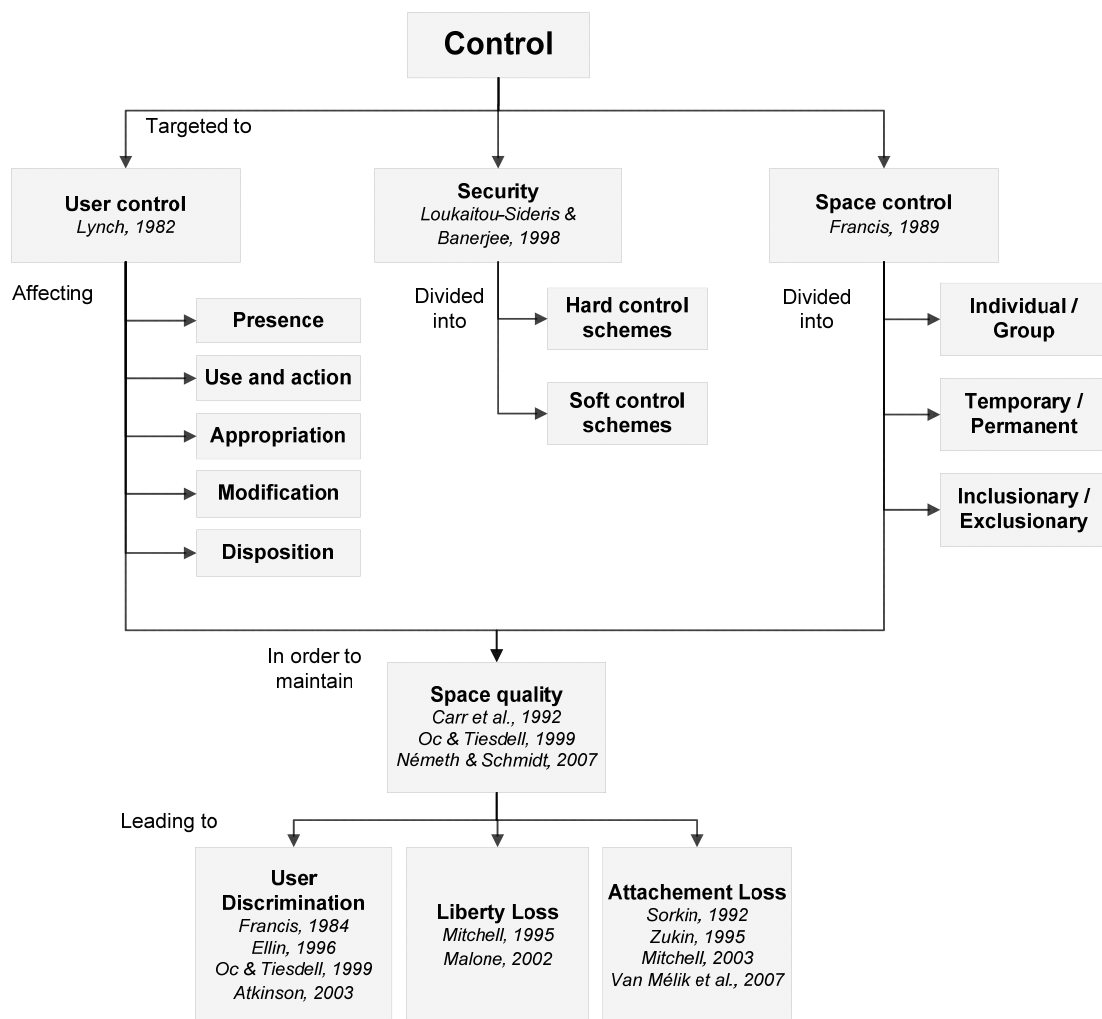 Control
Targeted to
User control
Lynch, 1982
Security
Loukaitou-Sideris &
Banerjee, 1998
Space control
Francis, 1989
Affecting
Presence
Use and action
Appropriation
Modification
Disposition
Divided
into
Hard control
schemes
Soft control
schemes
Divided
into
Individual /
Group
Temporary /
Permanent
Inclusionary /
Exclusionary
In order to
maintain
Space quality
Carr et al., 1992
Oc & Tiesdell, 1999
Németh & Schmidt, 2007
Leading to
User
Discrimination
Francis, 1984
Ellin, 1996
Oc & Tiesdell, 1999
Atkinson, 2003
Liberty Loss
Mitchell, 1995
Malone, 2002
Attachement Loss
Sorkin, 1992
Zukin, 1995
Mitchell, 2003
Van Mélik et al., 2007